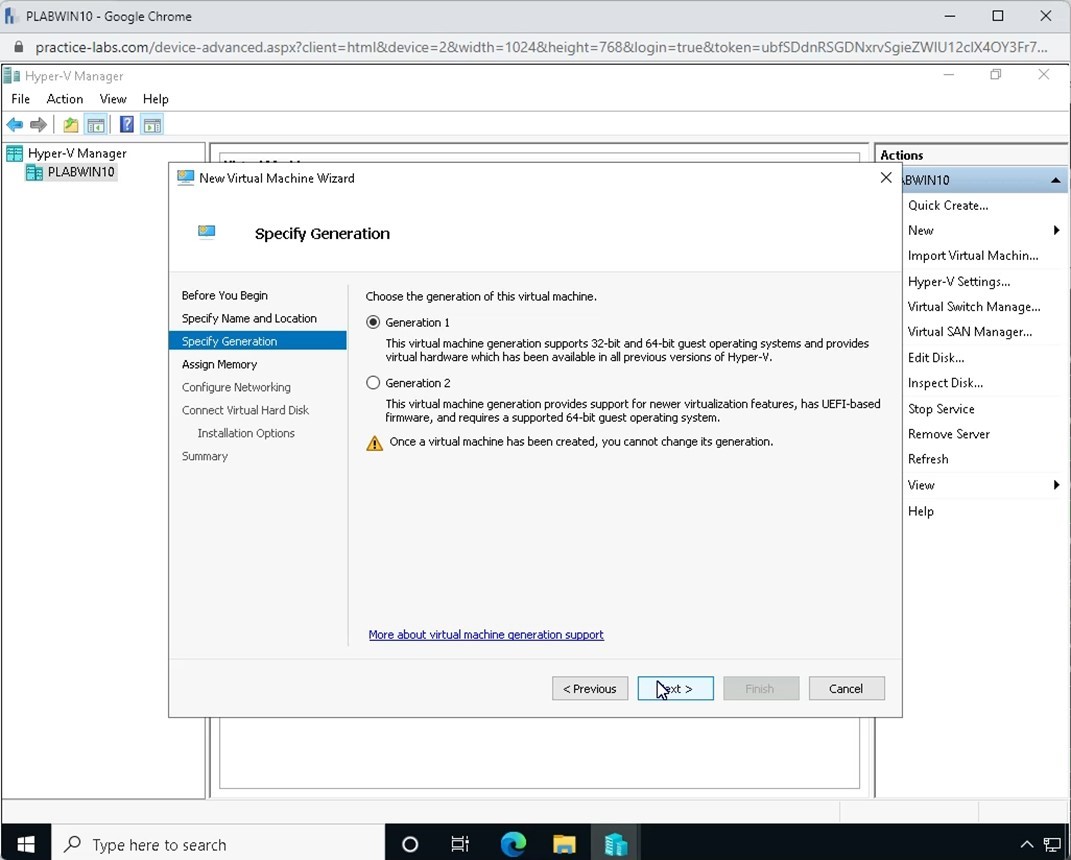 PLABWIN10 - Google Chrome
practice-labs.com/device-advanced.aspx?client=html&device=2&width=1024&height=768&login=true&token=ubfSDdnRSGDNxrvSgieZWIU12clX4OY3Fr7...
Hyper-V Manager
File Action View Help
Hyper-V Manager
PLABWIN10
New Virtual Machine Wizard
Specify Generation
Before You Begin
Specify Name and Location
Specify Generation
Assign Memory
Configure Networking
Connect Virtual Hard Disk
Installation Options
Summary
Choose the generation of this virtual machine.
Generation 1
This virtual machine generation supports 32-bit and 64-bit guest operating systems and provides
virtual hardware which has been available in all previous versions of Hyper-V.
Generation 2
This virtual machine generation provides support for newer virtualization features, has UEFI-based
firmware, and requires a supported 64-bit guest operating system.
Once a virtual machine has been created, you cannot change its generation.
More about virtual machine generation support
< Previous
>
Finish
Cancel
Actions
ABWIN10
Quick Create...
New
Import Virtual Machin...
Hyper-V Settings...
Virtual Switch Manage...
Virtual SAN Manager...
Edit Disk...
Inspect Disk...
Stop Service
Remove Server
Refresh
View
Help
Type here to search